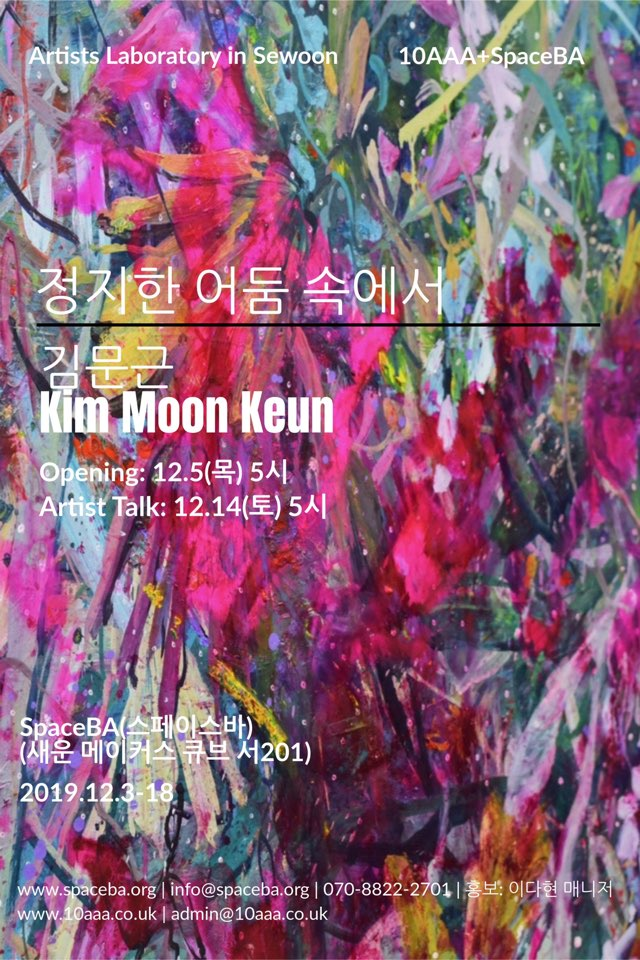 Artists Laboratory in Sewoon 10AAA+SpaceBA
정지한 어둠 속에서
김문근
Kim Moon Keun
Opening: 12.5(목) 5시
Artist Talk: 12.14(토) 5시
SpaceBA(스페이스바)
(새운 메이커스 큐브 서201)
2019.12.3-18
www.spaceba.org | info@spaceba.org | 070-8822-2701 | 홍보: 이다현 매니저
www.10aaa.co.uk | admin@10aaa.co.uk